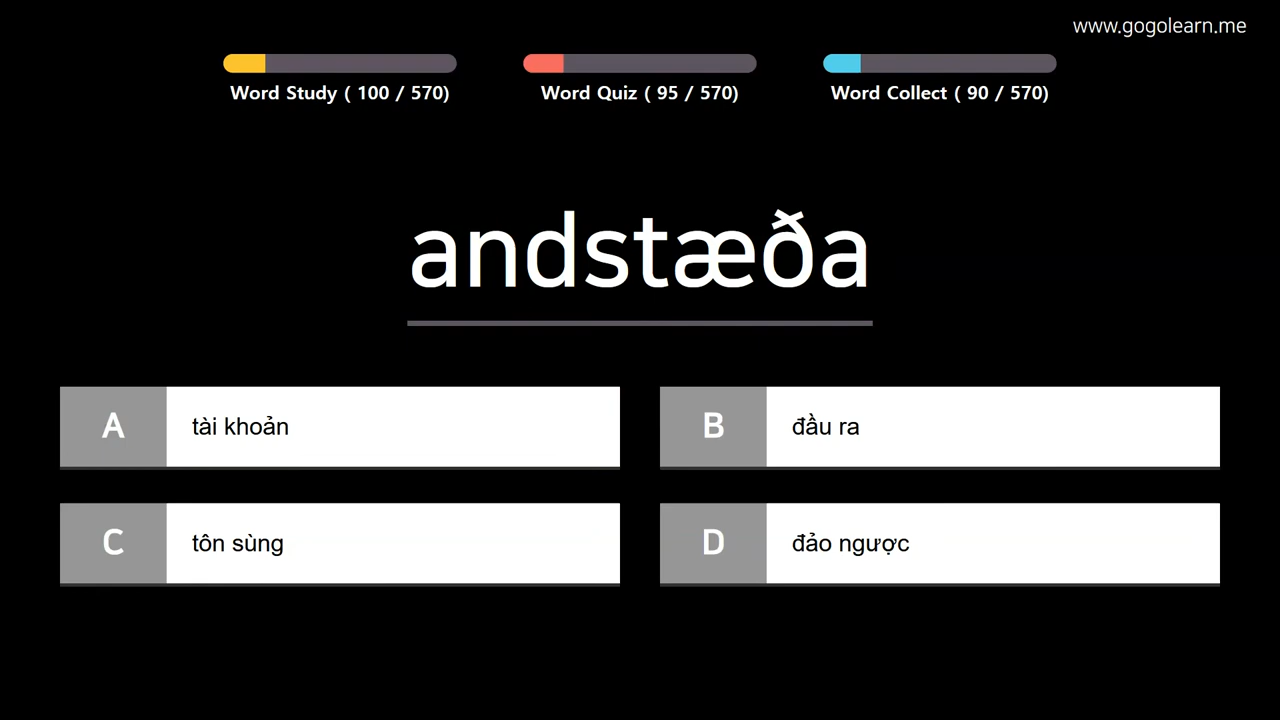 www.gogolearn.me
Word Study ( 100 / 570)
Word Quiz ( 95 / 570)
Word Collect ( 90 / 570)
andstæða
A
tài khoản
B
đầu ra
C
tôn sùng
D
đảo ngược